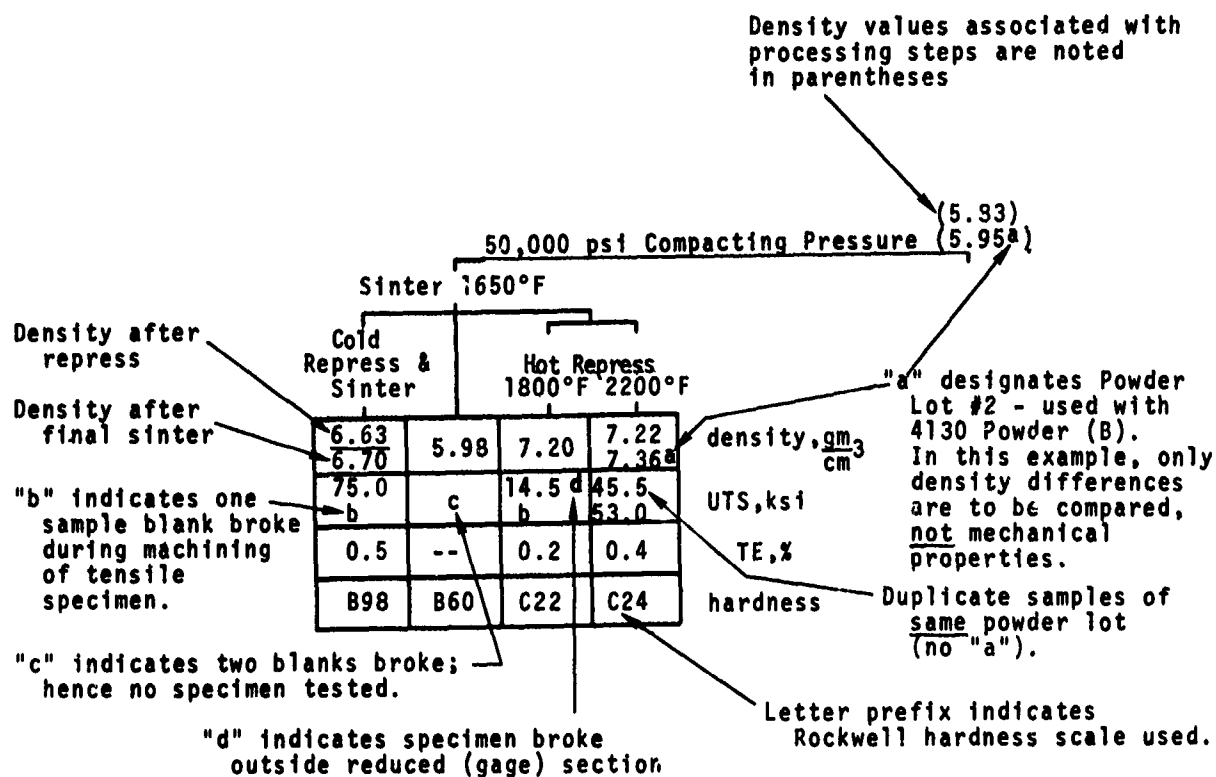 Density values associated with
processing steps are noted
in parentheses
(5.93)
50,000 psi Compacting Pressure (5.95a)
Sinter 1650°F
Density after
repress
Cold
Repress &
Sinter
Hot Repress
1800°F 2200°F
Density after
final sinter
6.63
6.70
5.98
7.20
7.22
7.36a
density, gm
cm3
"a" designates Powder
Lot #2 - used with
4130 Powder (B).
In this example, only
density differences
are to be compared,
not mechanical
properties.
"b" indicates one
sample blank broke
during machining
of tensile
specimen.
75.0
b
c
14.5 d
b
45.5
53.0
UTS,ksi
0.5
--
0.2
0.4
TE,%
B98
B60
C22
C24
hardness
Duplicate samples of
same powder lot
(no "a").
"c" indicates two blanks broke;
hence no specimen tested.
Letter prefix indicates
Rockwell hardness scale used.
"d" indicates specimen broke
outside reduced (gage) section